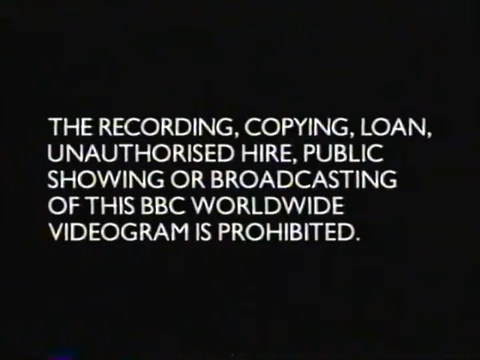 THE RECORDING, COPYING, LOAN,
UNAUTHORISED HIRE, PUBLIC
SHOWING OR BROADCASTING
OF THIS BBC WORLDWIDE
VIDEOGRAM IS PROHIBITED.